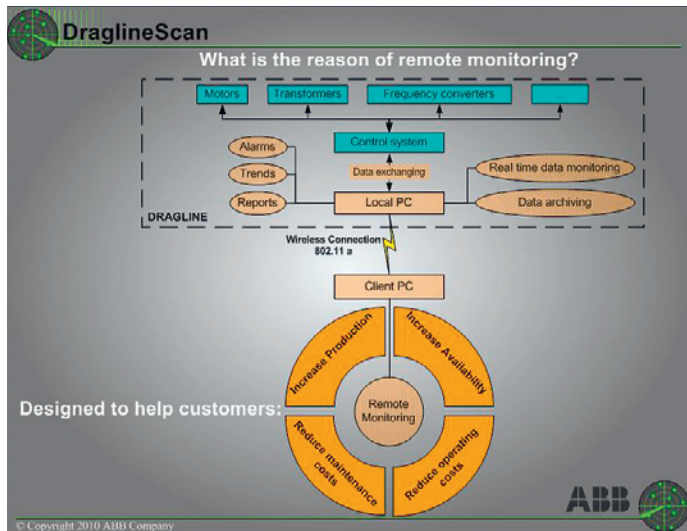 DraglineScan
What is the reason of remote monitoring?
Motors
Transformers
Frequency converters
....
Control system
Alarms
Data exchanging
Real time data monitoring
Trends
Reports
Local PC
Data archiving
DRAGLINE
Wireless Connection
802.11 a
Client PC
Increase Production
Increase Availability
Designed to help customers:
Remote
Monitoring
Reduce maintenance
costs
Reduce operating
costs
ABB
© Copyright 2010 ABB Company